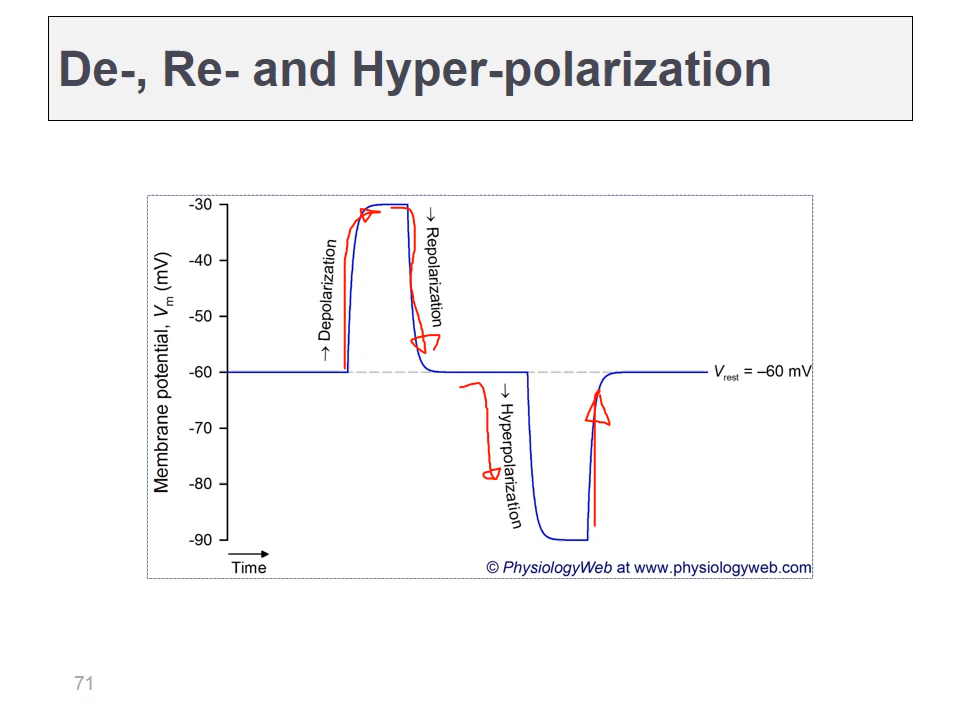 De-, Re- and Hyper-polarization
Membrane potential, Vm (mV)
-30
-40
-50
-60
-70
-80
-90
→ Depolarization
→ Repolarization
→ Hyperpolarization
Vrest = –60 mV
Time
© PhysiologyWeb at www.physiologyweb.com
71